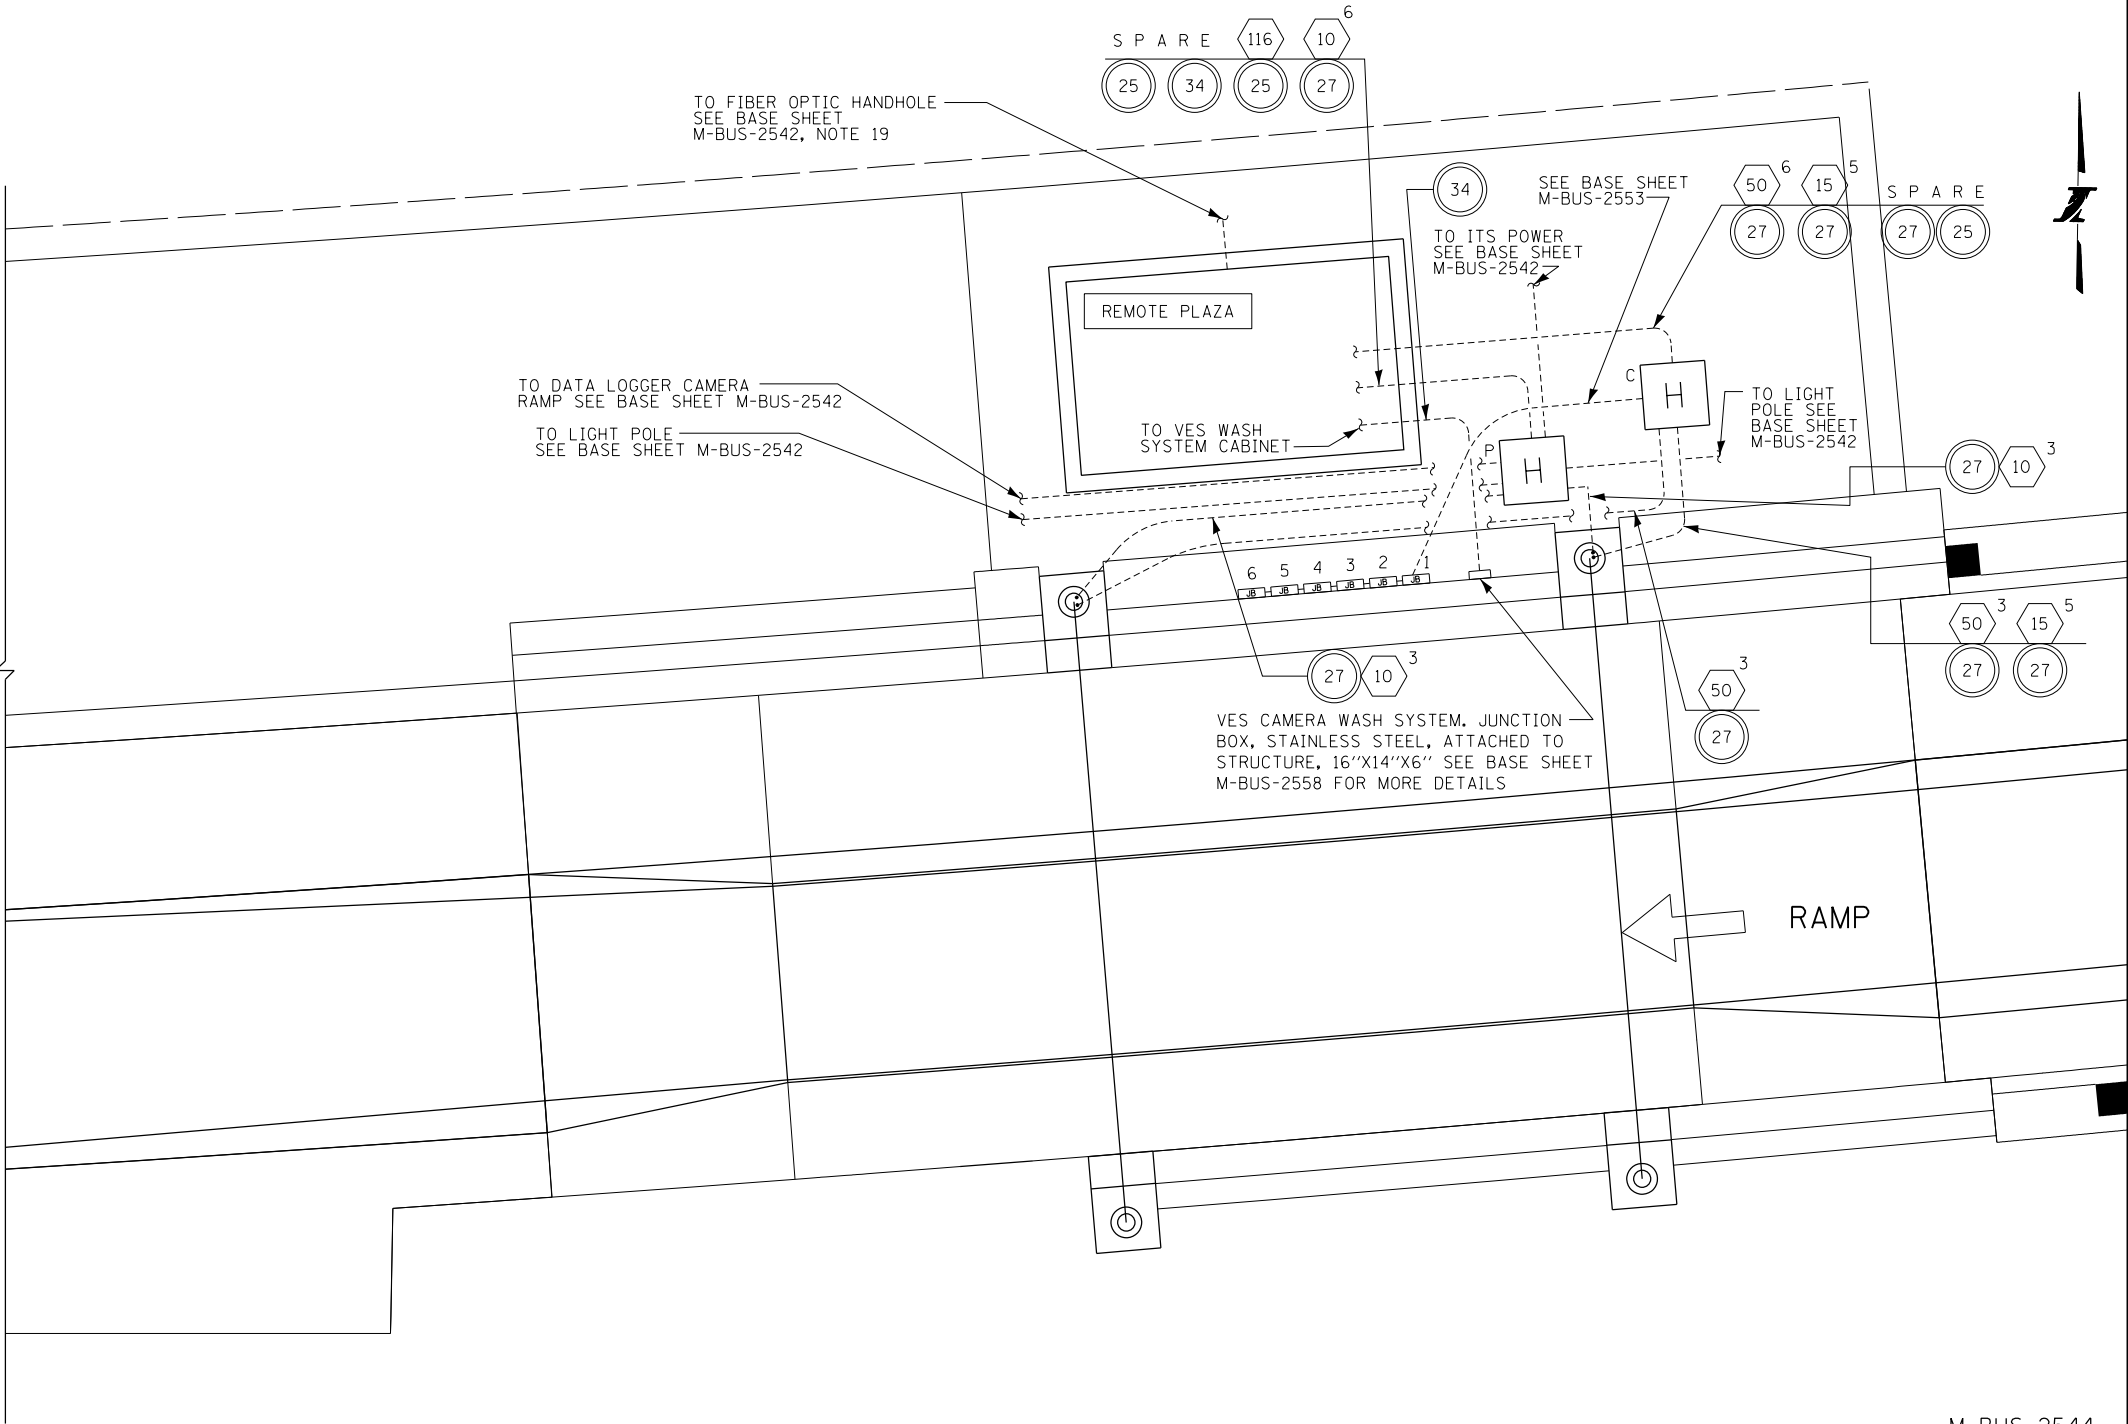 6
S P A R E 116 10
25 34 25 27
TO FIBER OPTIC HANDHOLE
SEE BASE SHEET
M-BUS-2542, NOTE 19
34
SEE BASE SHEET
M-BUS-2553
50 6 15 5 S P A R E
27 27 27 25
TO ITS POWER
SEE BASE SHEET
M-BUS-2542
REMOTE PLAZA
TO DATA LOGGER CAMERA
RAMP SEE BASE SHEET M-BUS-2542
TO LIGHT POLE
SEE BASE SHEET M-BUS-2542
TO VES WASH
SYSTEM CABINET
C
H
P
H
TO LIGHT
POLE SEE
BASE SHEET
M-BUS-2542
27 10 3
6 5 4 3 2 1
JB JB JB JB JB JB
50 3 15 5
27 27
27 10 3
50 3
27
VES CAMERA WASH SYSTEM. JUNCTION
BOX, STAINLESS STEEL, ATTACHED TO
STRUCTURE, 16''X14''X6'' SEE BASE SHEET
M-BUS-2558 FOR MORE DETAILS
RAMP
M-BUS-2544